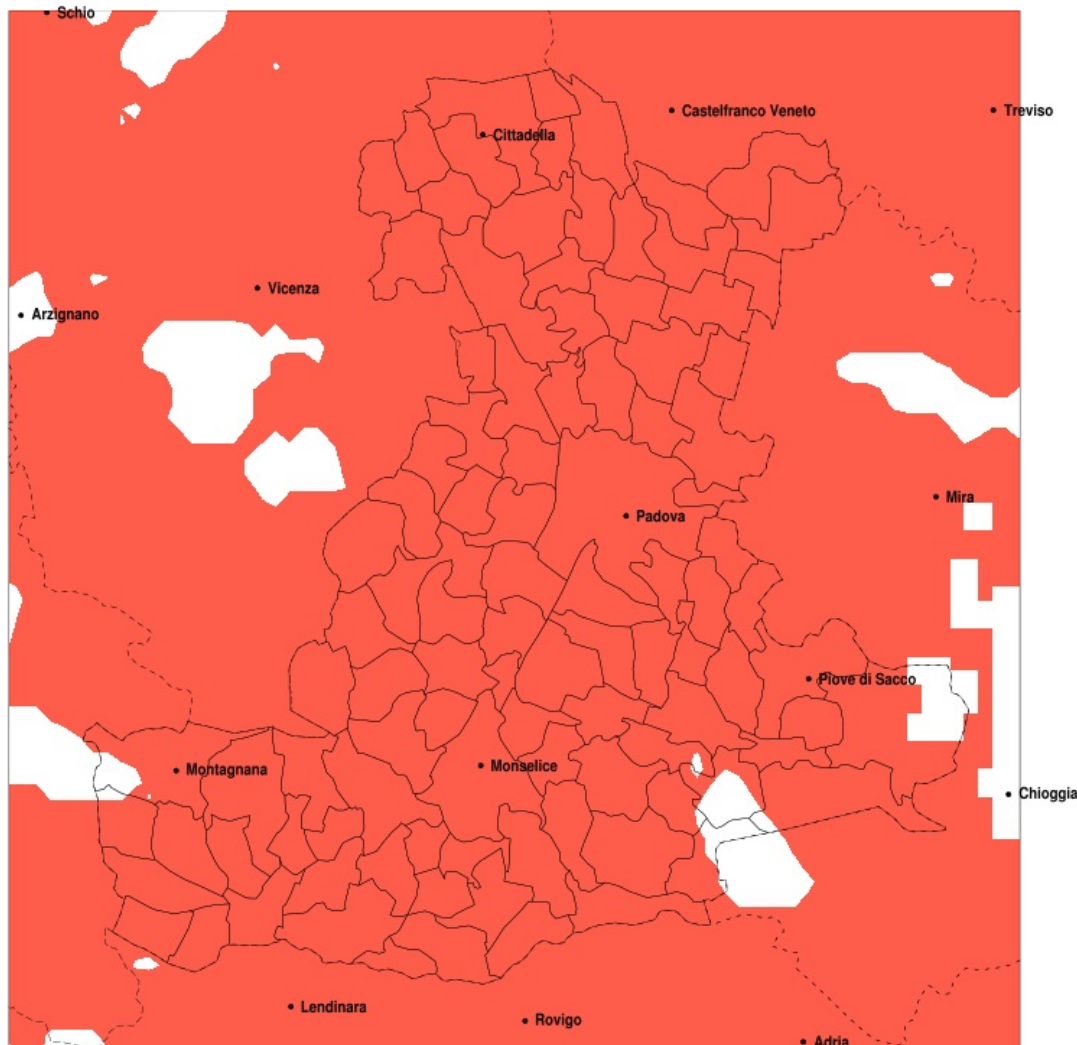 Schio
Castelfranco Veneto
Treviso
Cittadella
Vicenza
Arzignano
Mira
Padova
Piove di Sacco
Montagnana
Monselice
Chioggia
Lendinara
Rovigo
Adria